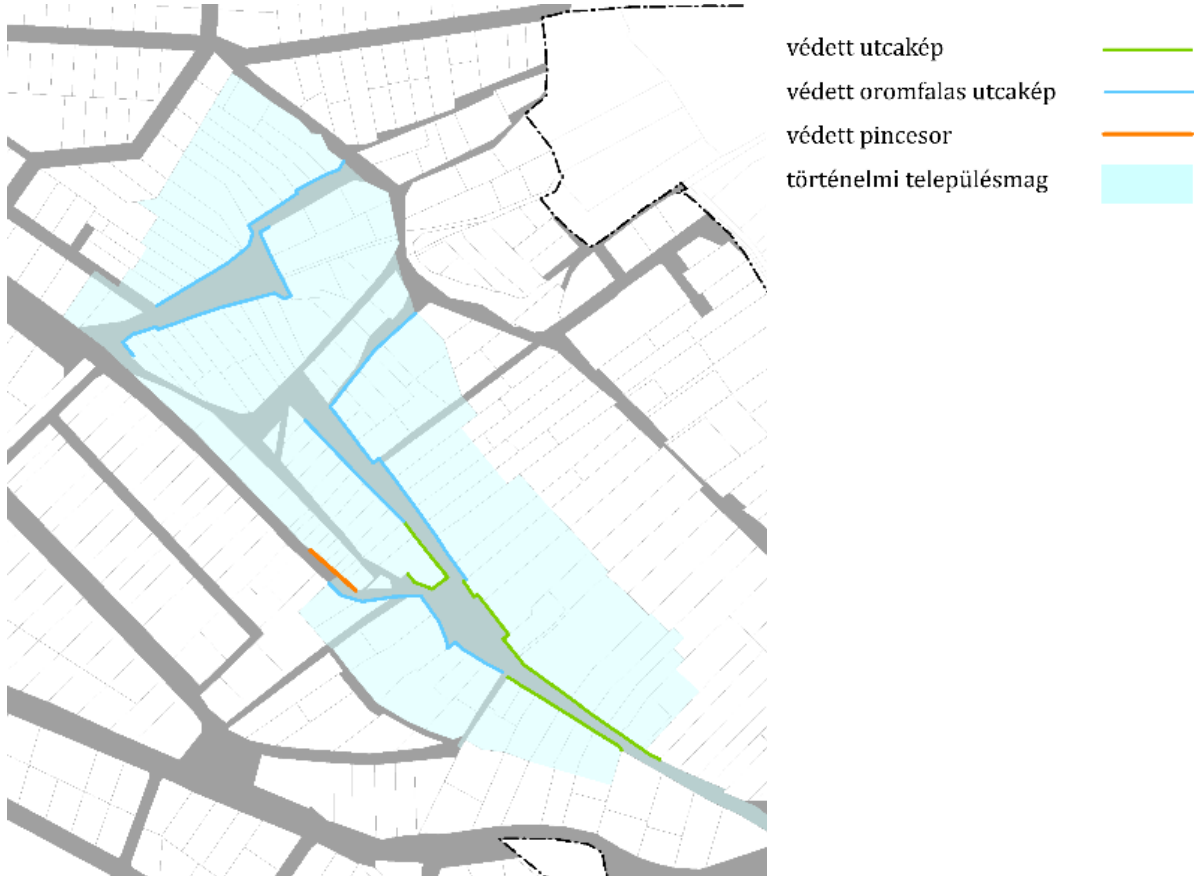 védett utcakép
védett oromfalas utcakép
védett pincesor
történelmi településmag